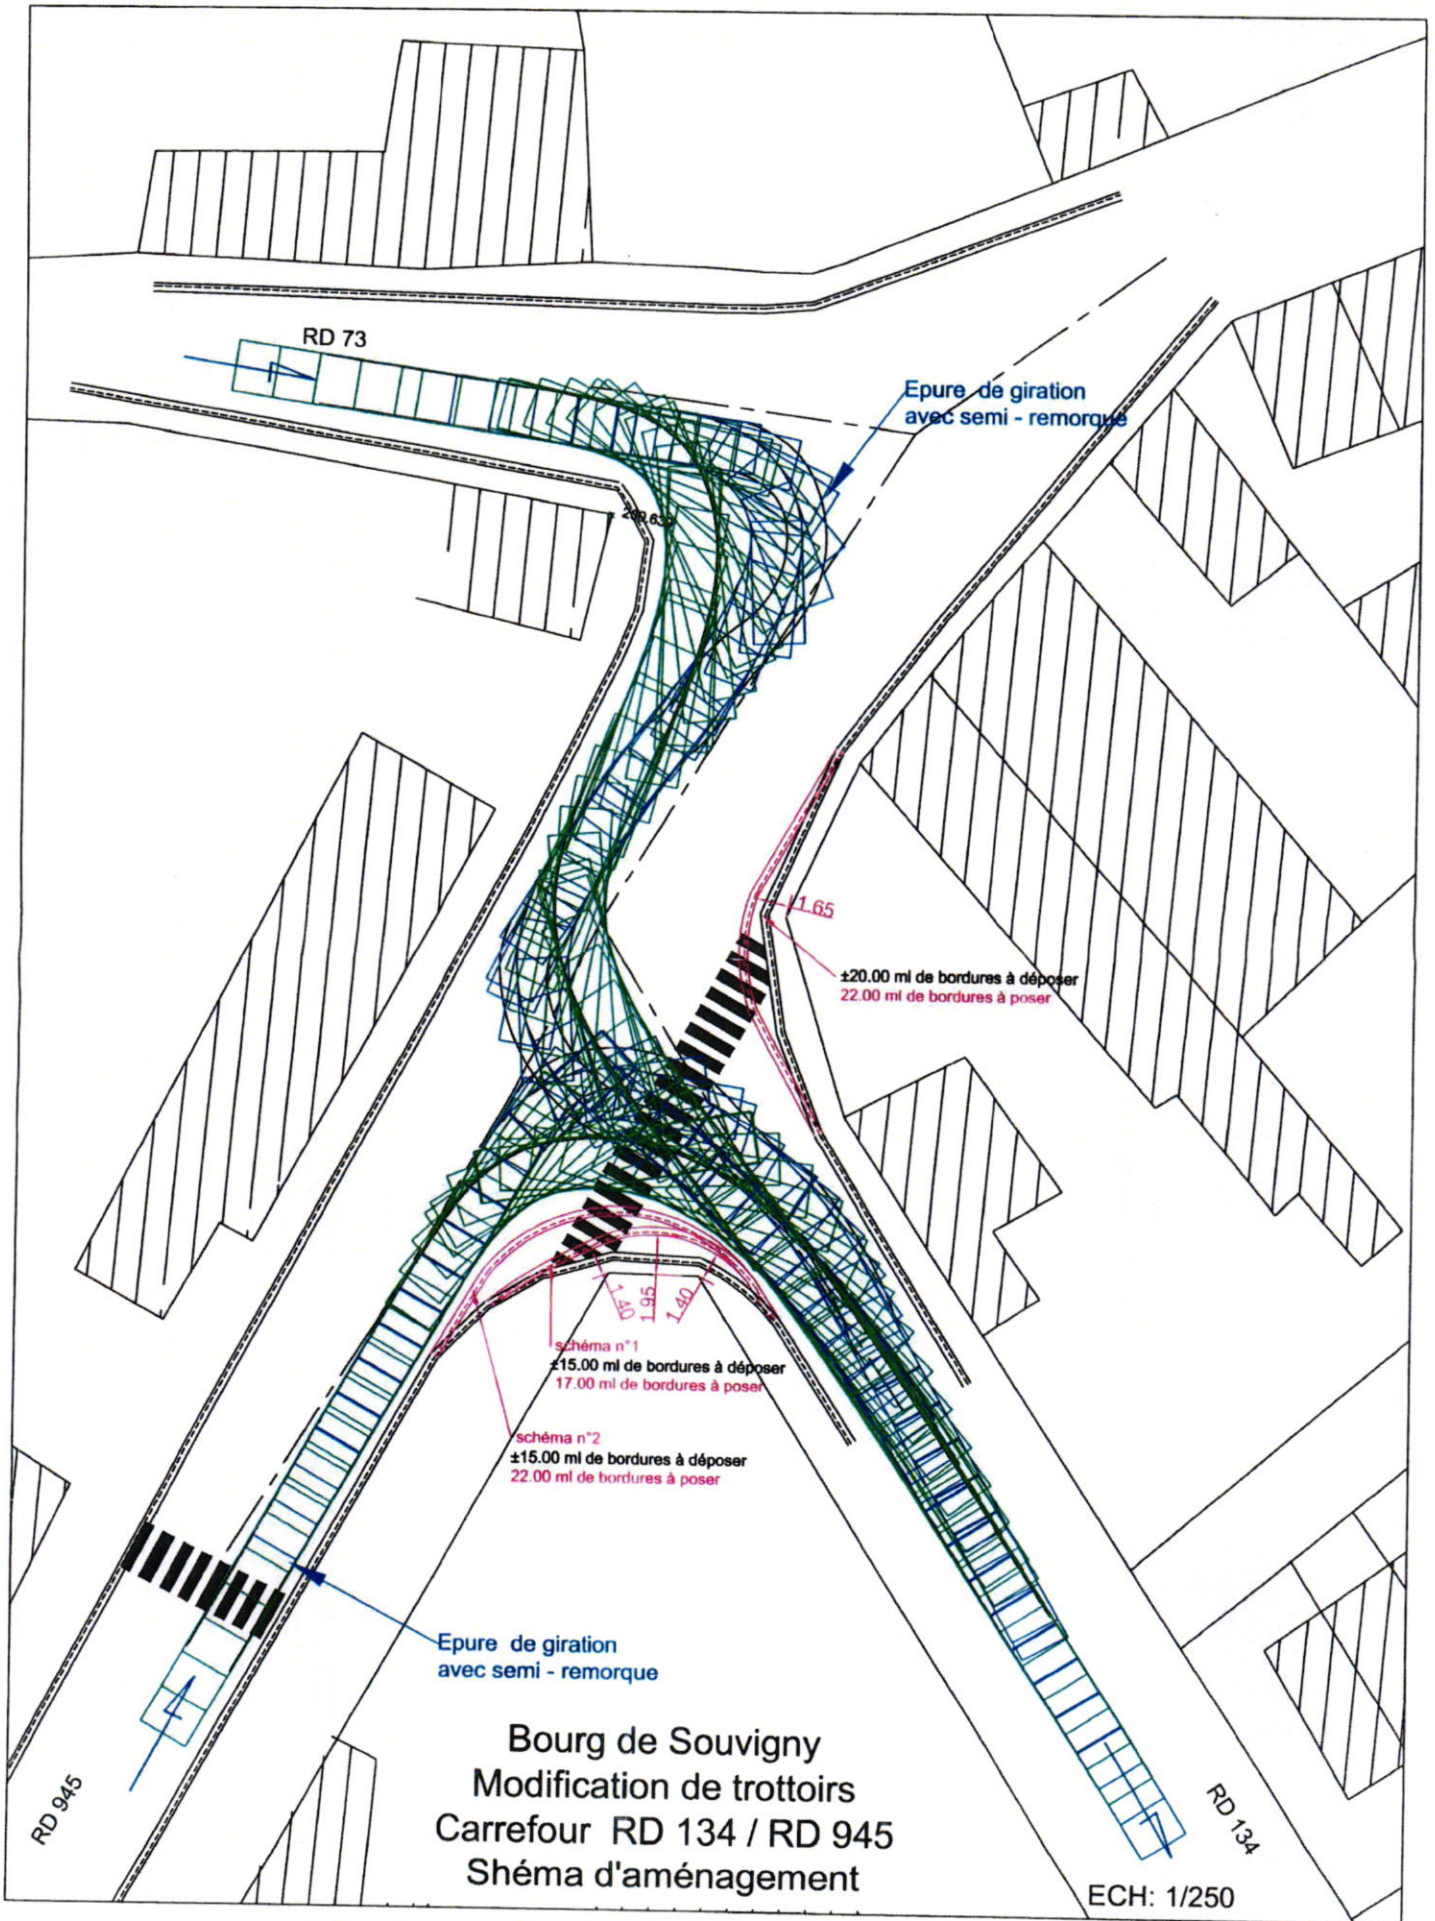 RD 73
Epure de giration
avec semi - remorque
1.65
±20.00 ml de bordures à déposer
22.00 ml de bordures à poser
1.40
1.95
1.40
schéma n°1
±15.00 ml de bordures à déposer
17.00 ml de bordures à poser
schéma n°2
±15.00 ml de bordures à déposer
22.00 ml de bordures à poser
Epure de giration
avec semi - remorque
Bourg de Souvigny
Modification de trottoirs
Carrefour RD 134 / RD 945
Shéma d'aménagement
RD 945
RD 134
ECH: 1/250